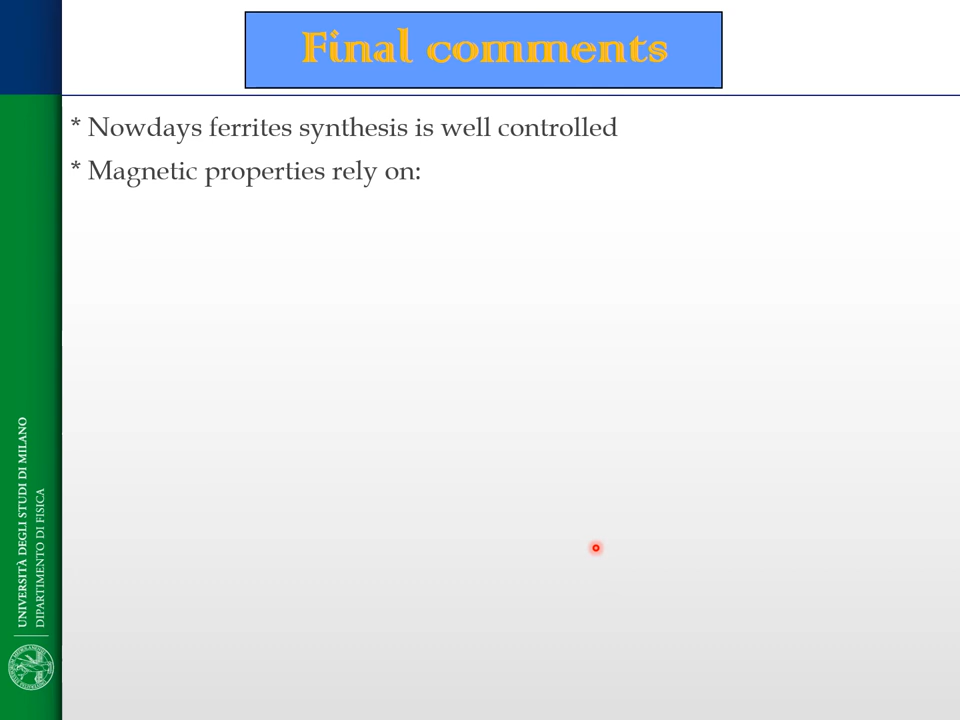 Final comments
* Nowdays ferrites synthesis is well controlled
* Magnetic properties rely on:
UNIVERSITÀ DEGLI STUDI DI MILANO
DIPARTIMENTO DI FISICA